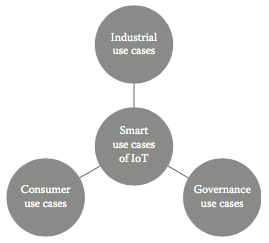 Industrial
use cases
Smart
use cases
of IoT
Consumer
use cases
Governance
use cases